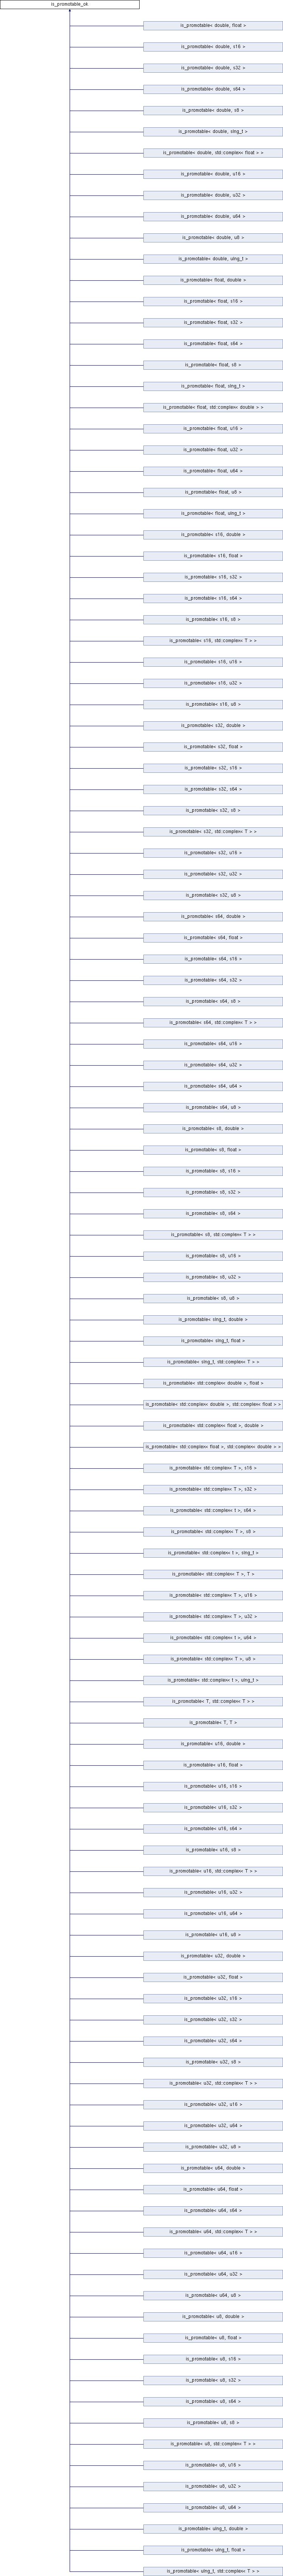 is_promotable_ok
is_promotable< double, float >
is_promotable< double, s16 >
is_promotable< double, s32 >
is_promotable< double, s64 >
is_promotable< double, s8 >
is_promotable< double, slng_t >
is_promotable< double, std::complex< float > >
is_promotable< double, u16 >
is_promotable< double, u32 >
is_promotable< double, u64 >
is_promotable< double, u8 >
is_promotable< double, ulng_t >
is_promotable< float, double >
is_promotable< float, s16 >
is_promotable< float, s32 >
is_promotable< float, s64 >
is_promotable< float, s8 >
is_promotable< float, slng_t >
is_promotable< float, std::complex< double > >
is_promotable< float, u16 >
is_promotable< float, u32 >
is_promotable< float, u64 >
is_promotable< float, u8 >
is_promotable< float, ulng_t >
is_promotable< s16, double >
is_promotable< s16, float >
is_promotable< s16, s32 >
is_promotable< s16, s64 >
is_promotable< s16, s8 >
is_promotable< s16, std::complex< T > >
is_promotable< s16, u16 >
is_promotable< s16, u32 >
is_promotable< s16, u8 >
is_promotable< s32, double >
is_promotable< s32, float >
is_promotable< s32, s16 >
is_promotable< s32, s64 >
is_promotable< s32, s8 >
is_promotable< s32, std::complex< T > >
is_promotable< s32, u16 >
is_promotable< s32, u32 >
is_promotable< s32, u8 >
is_promotable< s64, double >
is_promotable< s64, float >
is_promotable< s64, s16 >
is_promotable< s64, s32 >
is_promotable< s64, s8 >
is_promotable< s64, std::complex< T > >
is_promotable< s64, u16 >
is_promotable< s64, u32 >
is_promotable< s64, u64 >
is_promotable< s64, u8 >
is_promotable< s8, double >
is_promotable< s8, float >
is_promotable< s8, s16 >
is_promotable< s8, s32 >
is_promotable< s8, s64 >
is_promotable< s8, std::complex< T > >
is_promotable< s8, u16 >
is_promotable< s8, u32 >
is_promotable< s8, u8 >
is_promotable< slng_t, double >
is_promotable< slng_t, float >
is_promotable< slng_t, std::complex< T > >
is_promotable< std::complex< double >, float >
is_promotable< std::complex< double >, std::complex< float > >
is_promotable< std::complex< float >, double >
is_promotable< std::complex< float >, std::complex< double > >
is_promotable< std::complex< T >, s16 >
is_promotable< std::complex< T >, s32 >
is_promotable< std::complex< t >, s64 >
is_promotable< std::complex< T >, s8 >
is_promotable< std::complex< t >, slng_t >
is_promotable< std::complex< T >, T >
is_promotable< std::complex< T >, u16 >
is_promotable< std::complex< T >, u32 >
is_promotable< std::complex< t >, u64 >
is_promotable< std::complex< T >, u8 >
is_promotable< std::complex< t >, ulng_t >
is_promotable< T, std::complex< T > >
is_promotable< T, T >
is_promotable< u16, double >
is_promotable< u16, float >
is_promotable< u16, s16 >
is_promotable< u16, s32 >
is_promotable< u16, s64 >
is_promotable< u16, s8 >
is_promotable< u16, std::complex< T > >
is_promotable< u16, u32 >
is_promotable< u16, u64 >
is_promotable< u16, u8 >
is_promotable< u32, double >
is_promotable< u32, float >
is_promotable< u32, s16 >
is_promotable< u32, s32 >
is_promotable< u32, s64 >
is_promotable< u32, s8 >
is_promotable< u32, std::complex< T > >
is_promotable< u32, u16 >
is_promotable< u32, u64 >
is_promotable< u32, u8 >
is_promotable< u64, double >
is_promotable< u64, float >
is_promotable< u64, s64 >
is_promotable< u64, std::complex< T > >
is_promotable< u64, u16 >
is_promotable< u64, u32 >
is_promotable< u64, u8 >
is_promotable< u8, double >
is_promotable< u8, float >
is_promotable< u8, s16 >
is_promotable< u8, s32 >
is_promotable< u8, s64 >
is_promotable< u8, s8 >
is_promotable< u8, std::complex< T > >
is_promotable< u8, u16 >
is_promotable< u8, u32 >
is_promotable< u8, u64 >
is_promotable< ulng_t, double >
is_promotable< ulng_t, float >
is_promotable< ulng_t, std::complex< T > >